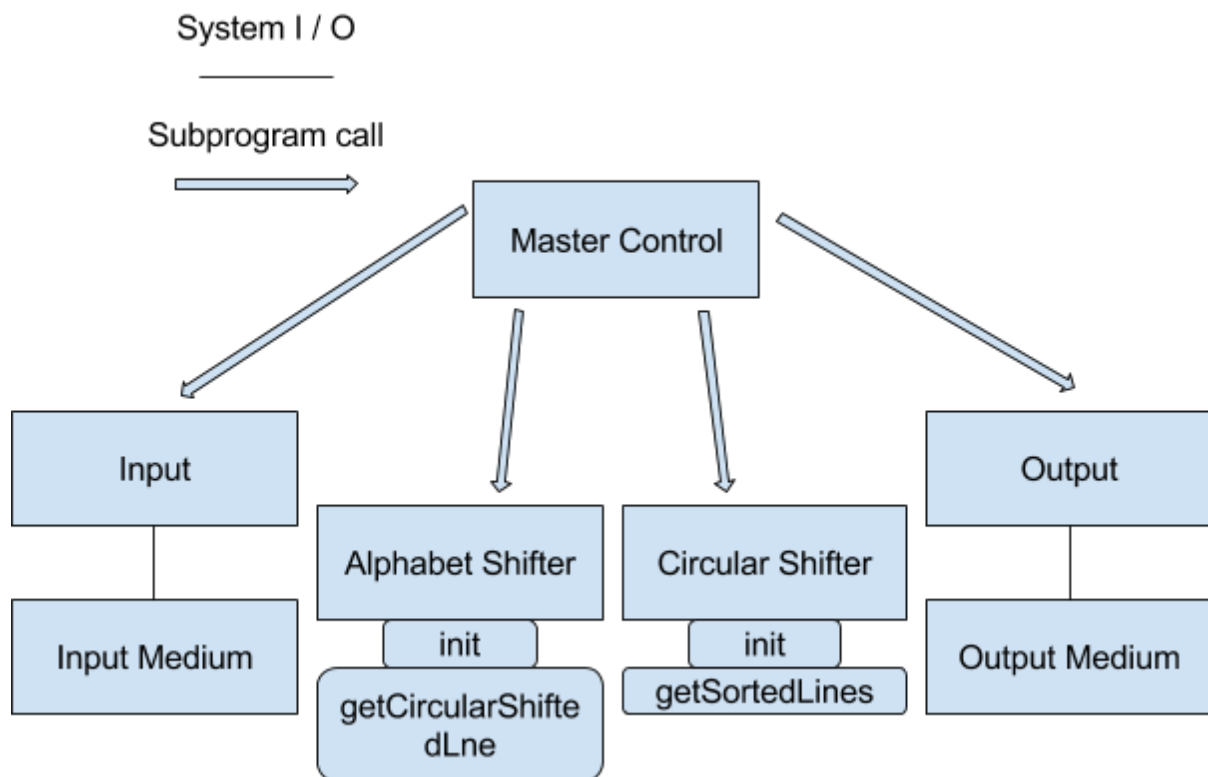 System I / O
Subprogram call
Master Control
Input
Output
Alphabet Shifter
Circular Shifter
Input Medium
init
init
Output Medium
getCircularShifte
dLne
getSortedLines